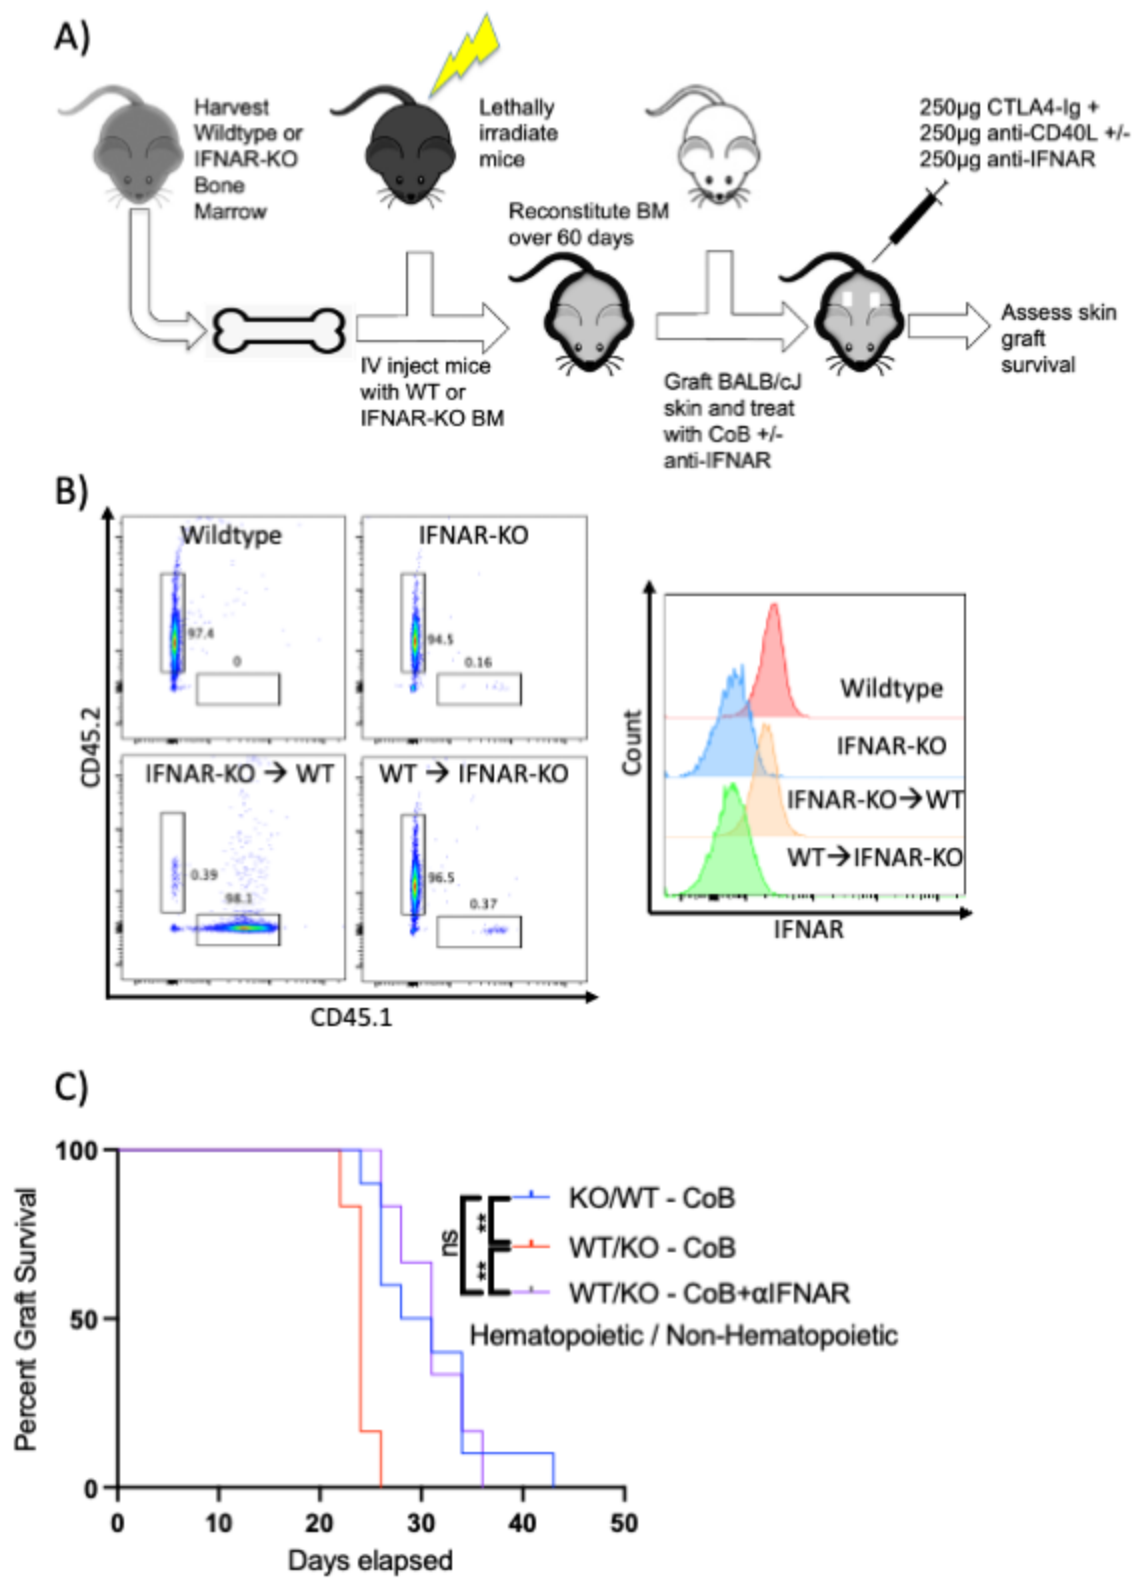 A)
Harvest
Wildtype or
IFNAR-KO
Bone
Marrow
Lethally
irradiate
mice
250µg CTLA4-Ig +
250µg anti-CD40L +/-
250µg anti-IFNAR
Reconstitute BM
over 60 days
IV inject mice
with WT or
IFNAR-KO BM
Graft BALB/cJ
skin and treat
with CoB +/-
anti-IFNAR
Assess skin
graft
survival
B)
Wildtype
97.4
0
IFNAR-KO
94.5
0.16
IFNAR-KO → WT
0.39
98.1
WT → IFNAR-KO
96.5
0.37
CD45.2
CD45.1
Count
Wildtype
IFNAR-KO
IFNAR-KO→WT
WT→IFNAR-KO
IFNAR
C)
Percent Graft Survival
100
50
0
0 10 20 30 40 50
Days elapsed
ns
**
**
KO/WT - CoB
WT/KO - CoB
WT/KO - CoB+αIFNAR
Hematopoietic / Non-Hematopoietic